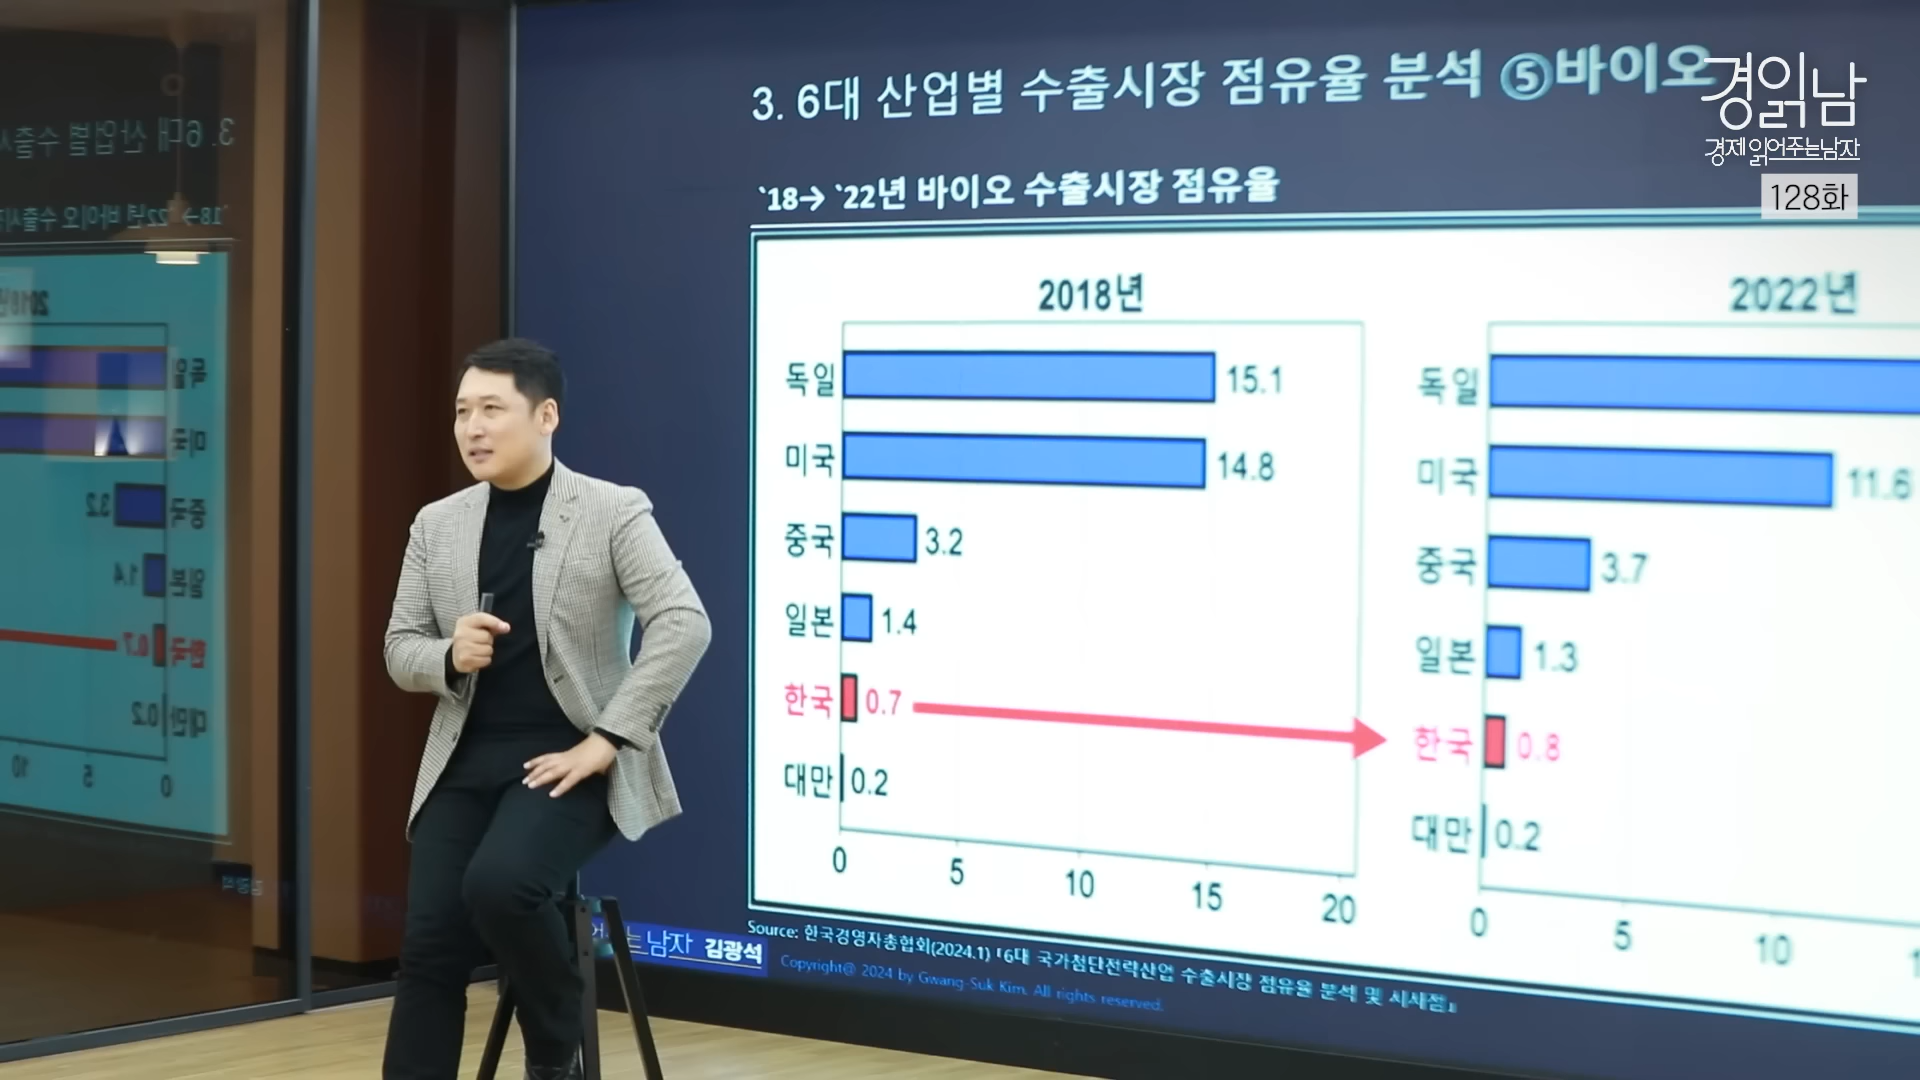 3. 6대 산업별 수출시장 점유율 분석 ⑤바이오
경읽남
경제 읽어주는남자
128화
`18→ `22년 바이오 수출시장 점유율
2018년
독일 15.1
미국 14.8
중국 3.2
일본 1.4
한국 0.7
대만 0.2
0 5 10 15 20
2022년
독일
미국 11.6
중국 3.7
일본 1.3
한국 0.8
대만 0.2
0 5 10
남자 김광석
Source: 한국경영자총협회(2024.1) 「6대 국가첨단전략산업 수출시장 점유율 분석 및 시사점」
Copyright@ 2024 by Gwang-Suk Kim. All rights reserved.